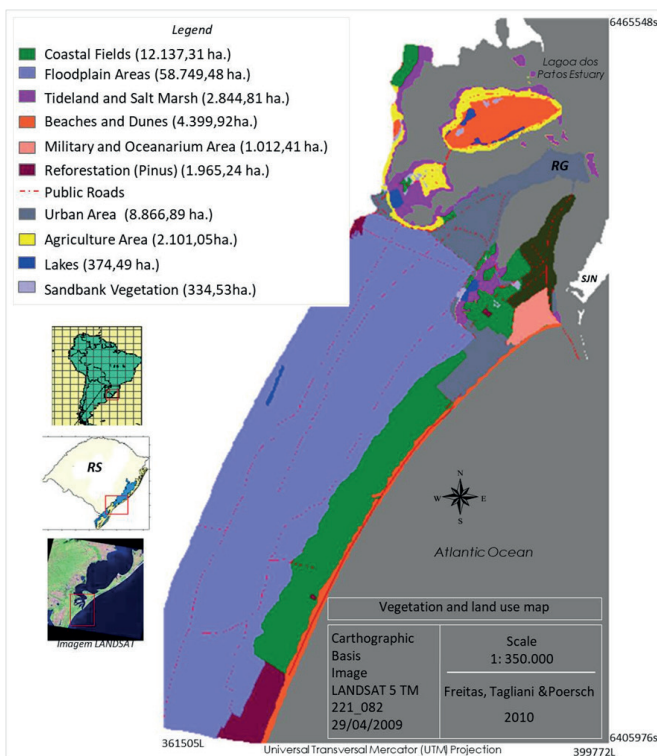 Legend
Coastal Fields (12.137,31 ha.)
Floodplain Areas (58.749,48 ha.)
Tideland and Salt Marsh (2.844,81 ha.)
Beaches and Dunes (4.399,92 ha.)
Military and Oceanarium Area (1.012,41 ha.)
Reforestation (Pinus) (1.965,24 ha.)
Public Roads
Urban Area (8.866,89 ha.)
Agriculture Area (2.101,05ha.)
Lakes (374,49 ha.)
Sandbank Vegetation (334,53ha.)
6465548s
Lagoa dos
Patos Estuary
RG
SJN
RS
Imagem LANDSAT
N
W E
S
Atlantic Ocean
Vegetation and land use map
Carthographic
Basis
Image
LANDSAT 5 TM
221_082
29/04/2009
Scale
1: 350.000
Freitas, Tagliani &Poersch
2010
6405976s
361505L
399772L
Universal Transversal Mercator (UTM) Projection